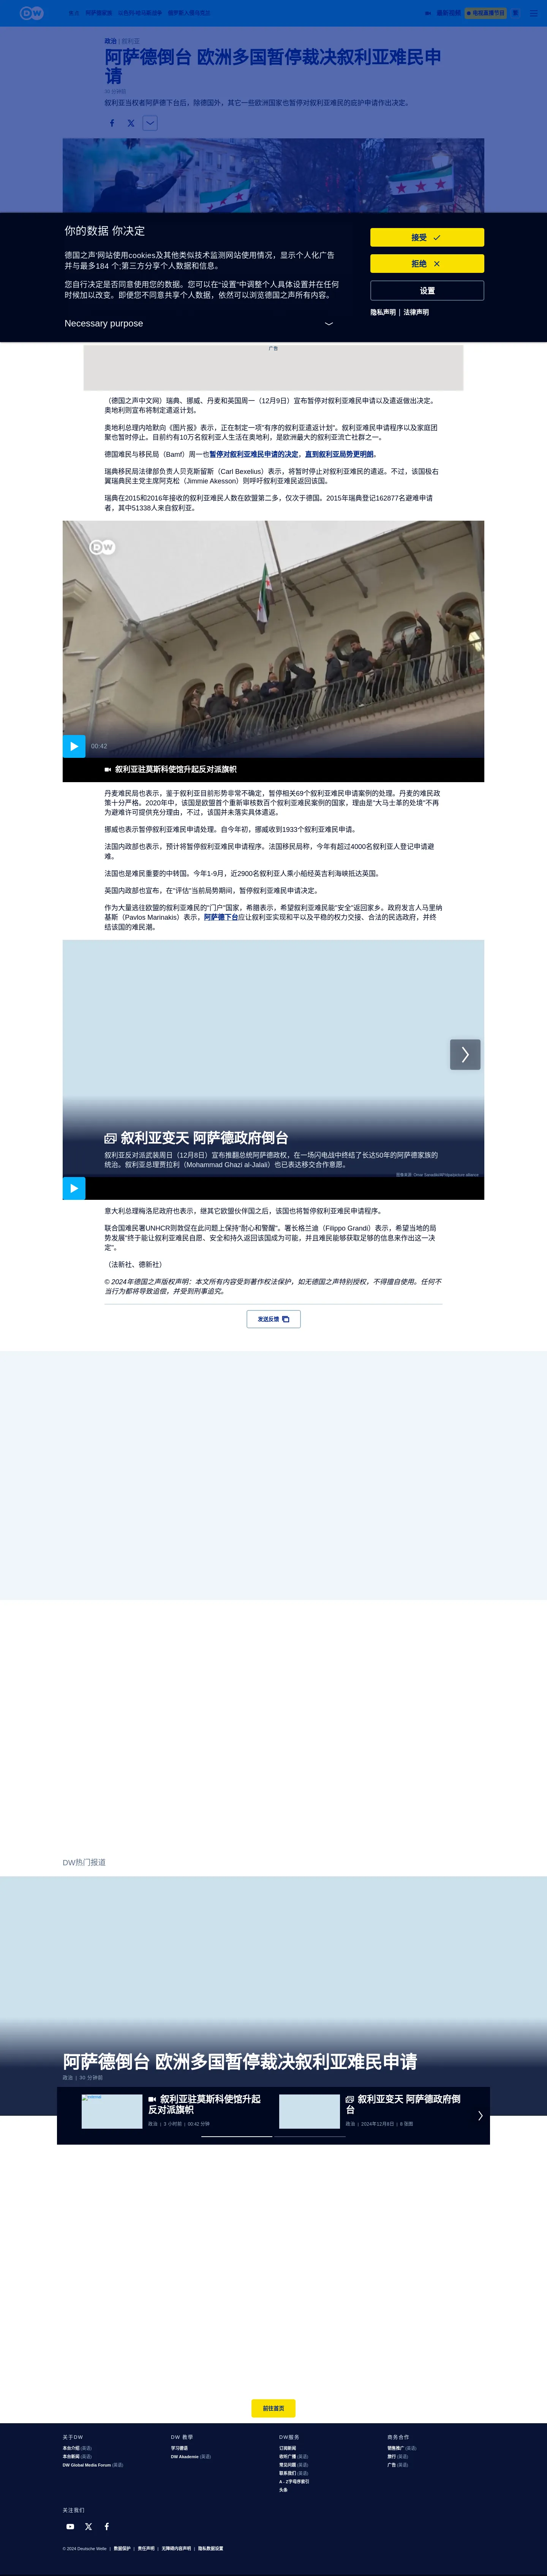 DW
政治 | 叙利亚
阿萨德倒台 欧洲多国暂停裁决叙利亚难民申
请
叙利亚当权者阿萨德下台后，除德国外，其它一些欧洲国家也暂停对叙利亚难民的庇护申请作出决定。
你的数据 你决定
德国之声'网站使用cookies及其他类似技术监测网站使用情况，显示个人化广告
并与最多184 个;第三方分享个人数据和信息。
您自行决定是否同意使用您的数据。您可以在“设置”中调整个人具体设置并在任何
时候加以改变。即便您不同意共享个人数据，依然可以浏览德国之声所有内容。
Necessary purpose
接受
拒绝
设置
隐私声明 | 法律声明
广告
（德国之声中文网）瑞典、挪威、丹麦和英国周一（12月9日）宣布暂停对叙利亚难民申请以及遣返做出决定。
奥地利则宣布将制定遣返计划。
奥地利总理内哈默向《图片报》表示，正在制定一项"有序的叙利亚遣返计划"。叙利亚难民申请程序以及家庭团
聚也暂时停止。目前约有10万名叙利亚人生活在奥地利，是欧洲最大的叙利亚流亡社群之一。
德国难民与移民局（Bamf）周一也暂停对叙利亚难民申请的决定，直到叙利亚局势更明朗。
瑞典移民局法律部负责人贝克斯留斯（Carl Bexelius）表示，将暂时停止对叙利亚难民的遣返。不过，该国极右
翼瑞典民主党主席阿克松（Jimmie Akesson）则呼吁叙利亚难民返回该国。
瑞典在2015和2016年接收的叙利亚难民人数在欧盟第二多，仅次于德国。2015年瑞典登记162877名避难申请
者，其中51338人来自叙利亚。
DW
00:42
叙利亚驻莫斯科使馆升起反对派旗帜
丹麦难民局也表示，鉴于叙利亚目前形势非常不确定，暂停相关69个叙利亚难民申请案例的处理。丹麦的难民政
策十分严格。2020年中，该国是欧盟首个重新审核数百个叙利亚难民案例的国家，理由是"大马士革的处境"不再
为避难许可提供充分理由，不过，该国并未落实具体遣返。
挪威也表示暂停叙利亚难民申请处理。自今年初，挪威收到1933个叙利亚难民申请。
法国内政部也表示，预计将暂停叙利亚难民申请程序。法国移民局称，今年有超过4000名叙利亚人登记申请避
难。
法国也是难民重要的中转国。今年1-9月，近2900名叙利亚人乘小船经英吉利海峡抵达英国。
英国内政部也宣布，在"评估"当前局势期间，暂停叙利亚难民申请决定。
作为大量逃往欧盟的叙利亚难民的"门户"国家，希腊表示，希望叙利亚难民能"安全"返回家乡。政府发言人马里纳
基斯（Pavlos Marinakis）表示，阿萨德下台应让叙利亚实现和平以及平稳的权力交接、合法的民选政府，并终
结该国的难民潮。
叙利亚变天 阿萨德政府倒台
叙利亚反对派武装周日（12月8日）宣布推翻总统阿萨德政权，在一场闪电战中终结了长达50年的阿萨德家族的
统治。叙利亚总理贾拉利（Mohammad Ghazi al-Jalali）也已表达移交合作意愿。
图像来源: Omar Sanadiki/AP/dpa/picture alliance
意大利总理梅洛尼政府也表示，继其它欧盟伙伴国之后，该国也将暂停叙利亚难民申请程序。
联合国难民署UNHCR则敦促在此问题上保持"耐心和警醒"。署长格兰迪（Filippo Grandi）表示，希望当地的局
势发展"终于能让叙利亚难民自愿、安全和持久返回该国成为可能，并且难民能够获取足够的信息来作出这一决
定"。
（法新社、德新社）
© 2024年德国之声版权声明：本文所有内容受到著作权法保护，如无德国之声特别授权，不得擅自使用。任何不
当行为都将导致追偿，并受到刑事追究。
发送反馈
DW热门报道
阿萨德倒台 欧洲多国暂停裁决叙利亚难民申请
政治 | 39 分钟前
叙利亚驻莫斯科使馆升起
反对派旗帜
政治 | 3 小时前 | 00:42 分钟
叙利亚变天 阿萨德政府倒
台
政治 | 2024年12月8日 | 8 张图
前往首页
关于DW
本台介绍 (英语)
本台新闻 (英语)
DW Global Media Forum (英语)
DW 教學
学习德语
DW Akademie (英语)
DW服务
订阅新闻
收听广播 (英语)
常见问题 (英语)
联系我们 (英语)
A - Z字母序索引
头条
商务合作
销售推广 (英语)
旅行 (英语)
广告 (英语)
关注我们
© 2024 Deutsche Welle | 数据保护 | 责任声明 | 无障碍内容声明 | 隐私数据设置